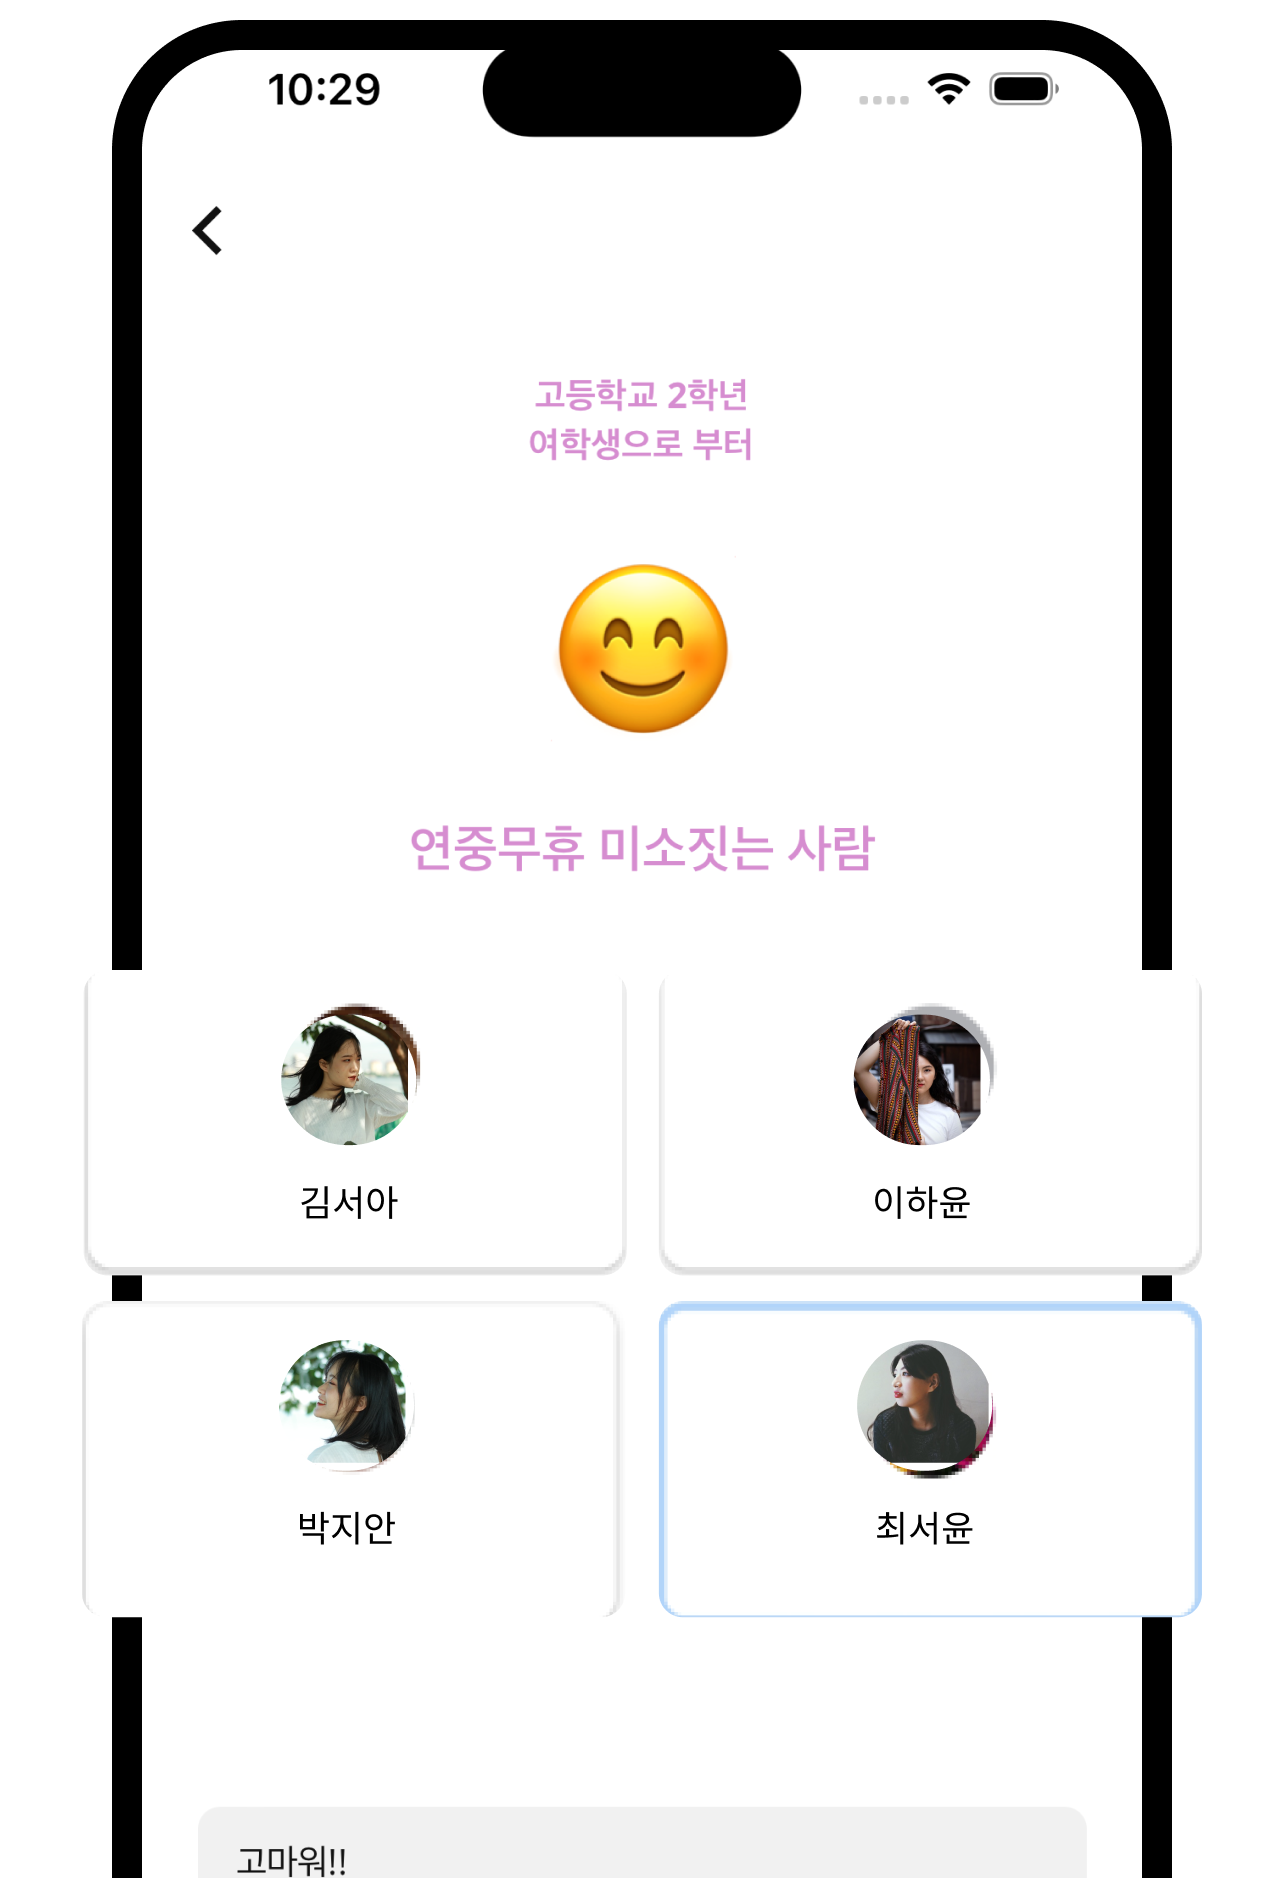 10:29
고등학교 2학년
여학생으로 부터
연중무휴 미소짓는 사람
김서아
이하윤
박지안
최서윤
고마워!!